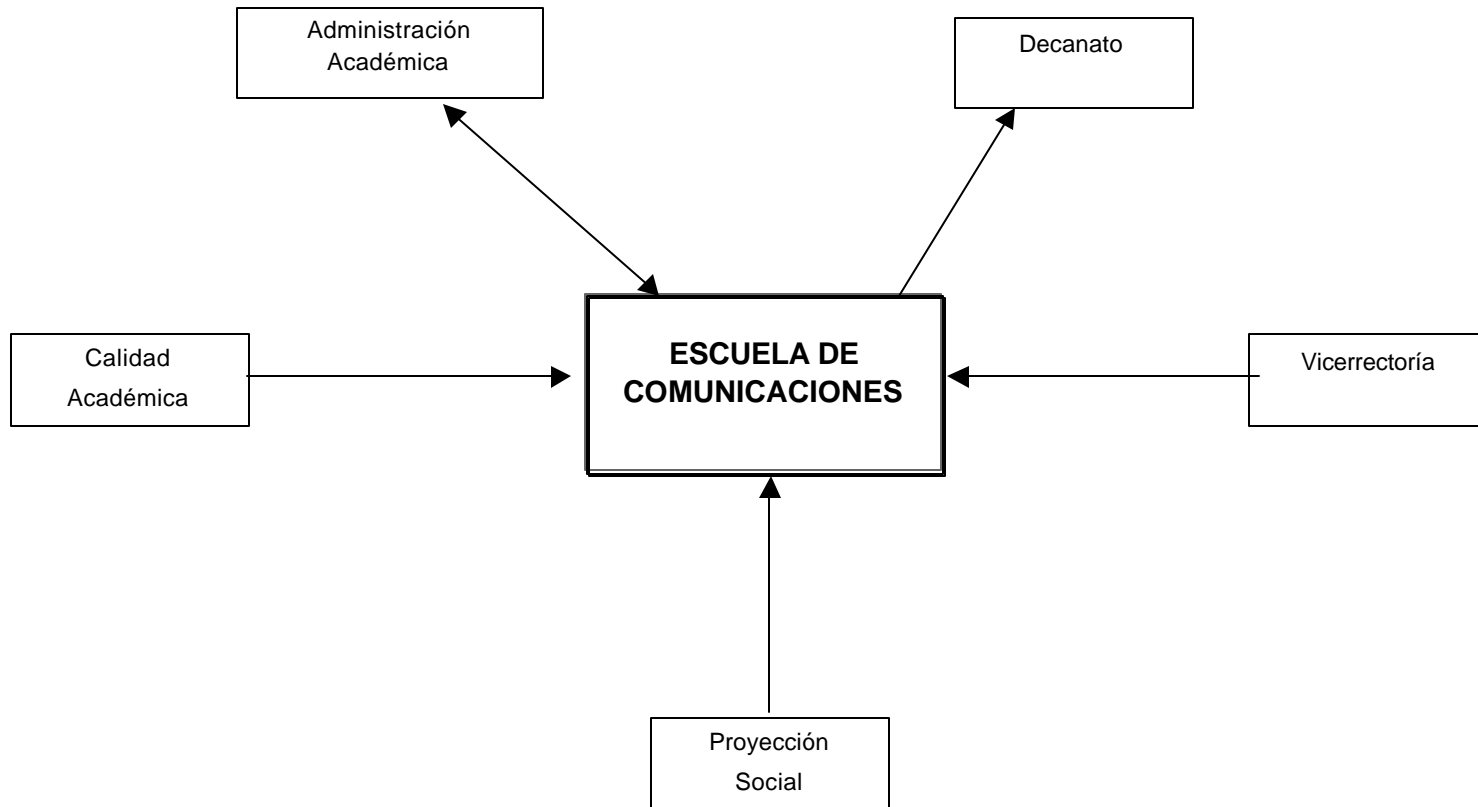 Administración
Académica
Decanato
ESCUELA DE
COMUNICACIONES
Calidad
Académica
Vicerrectoría
Proyección
Social